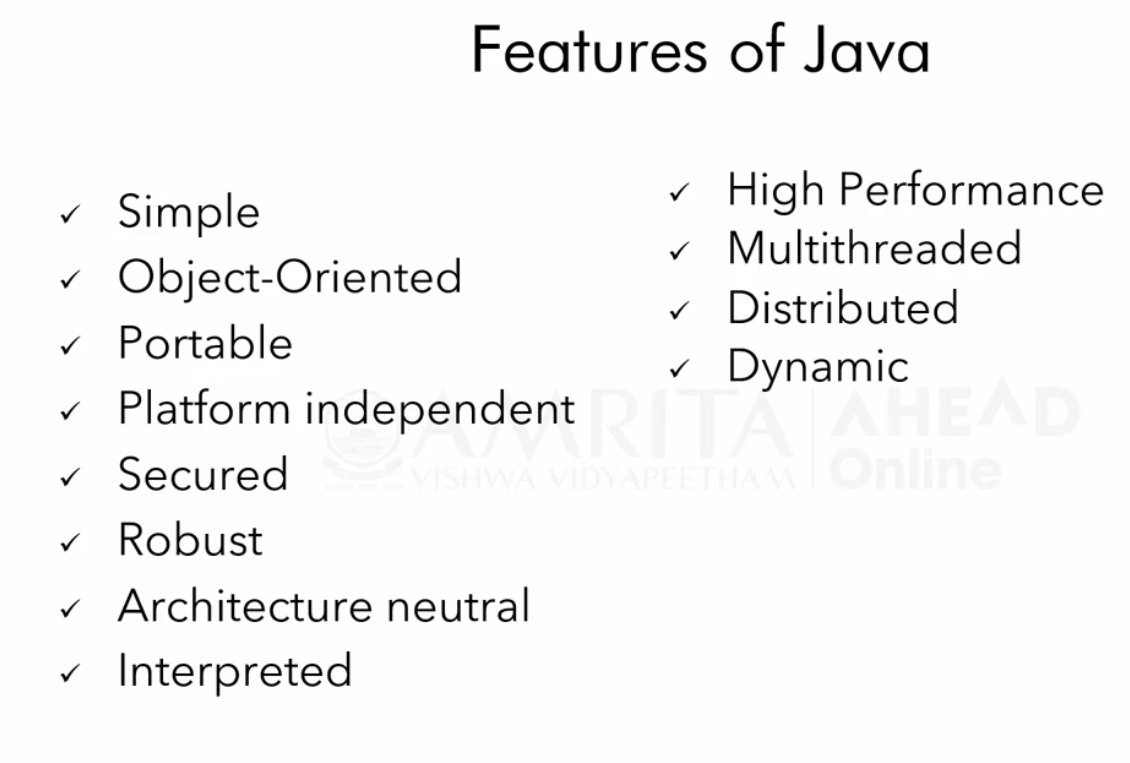 Features of Java
✓ Simple
✓ Object-Oriented
✓ Portable
✓ Platform independent
✓ Secured
✓ Robust
✓ Architecture neutral
✓ Interpreted
✓ High Performance
✓ Multithreaded
✓ Distributed
✓ Dynamic
AMRITA
VISHWA VIDYAPEETHAM
AHEAD
Online